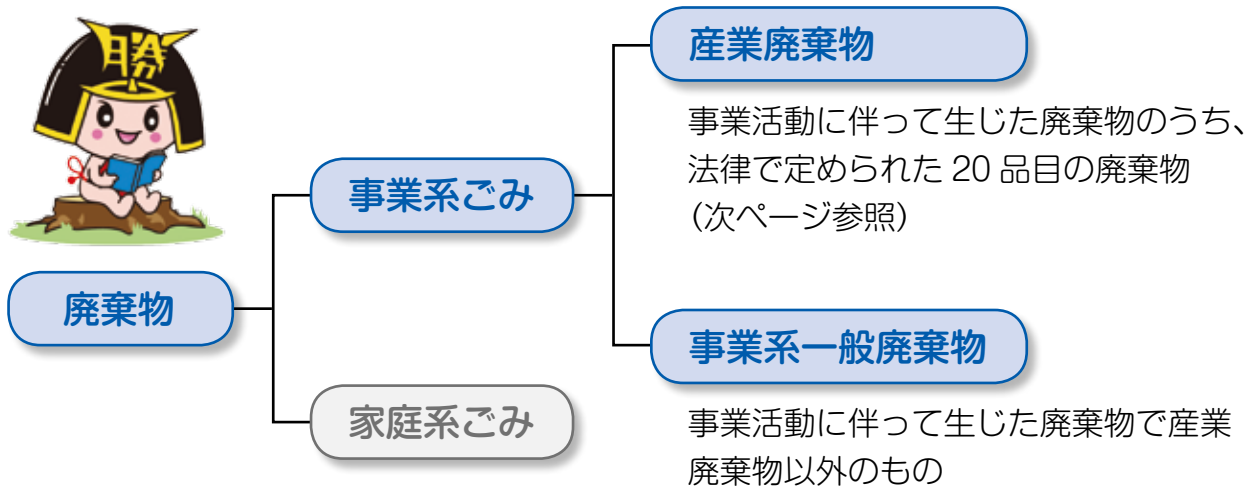 勝
産業廃棄物
事業活動に伴って生じた廃棄物のうち、
法律で定められた 20 品目の廃棄物
（次ページ参照）
事業系ごみ
廃棄物
事業系一般廃棄物
家庭系ごみ
事業活動に伴って生じた廃棄物で産業
廃棄物以外のもの